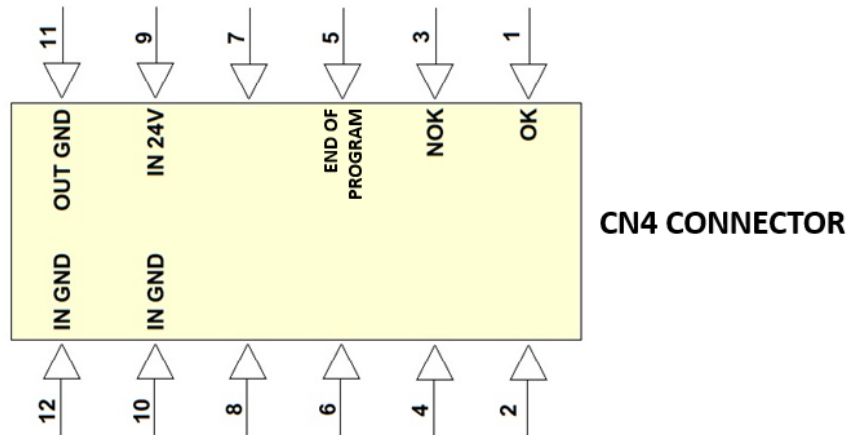 11
9
7
5
3
1
OUT GND
IN 24V
END OF
PROGRAM
NOK
OK
CN4 CONNECTOR
IN GND
IN GND
12
10
8
6
4
2